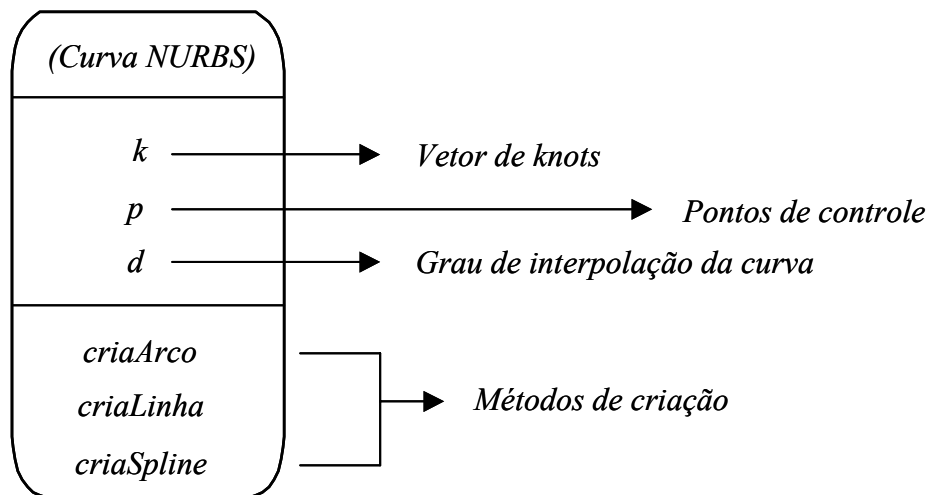 (Curva NURBS)
k
Vetor de knots
p
Pontos de controle
d
Grau de interpolação da curva
criaArco
criaLinha
Métodos de criação
criaSpline